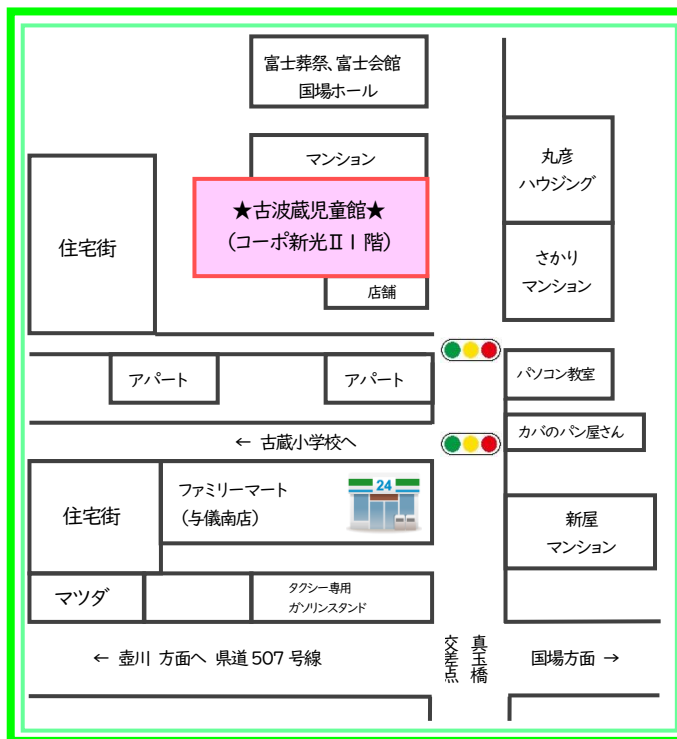 富士葬祭、富士会館
国場ホール
マンション
丸彦
ハウジング
★古波蔵児童館★
(コーポ新光Ⅱ1階)
住宅街
さかり
マンション
店舗
アパート
アパート
パソコン教室
カバのパン屋さん
← 古蔵小学校へ
住宅街
ファミリーマート
(与儀南店)
24
新屋
マンション
マツダ
タクシー専用
ガソリンスタンド
← 壺川 方面へ 県道507号線
真玉橋
交差点
国場方面 →